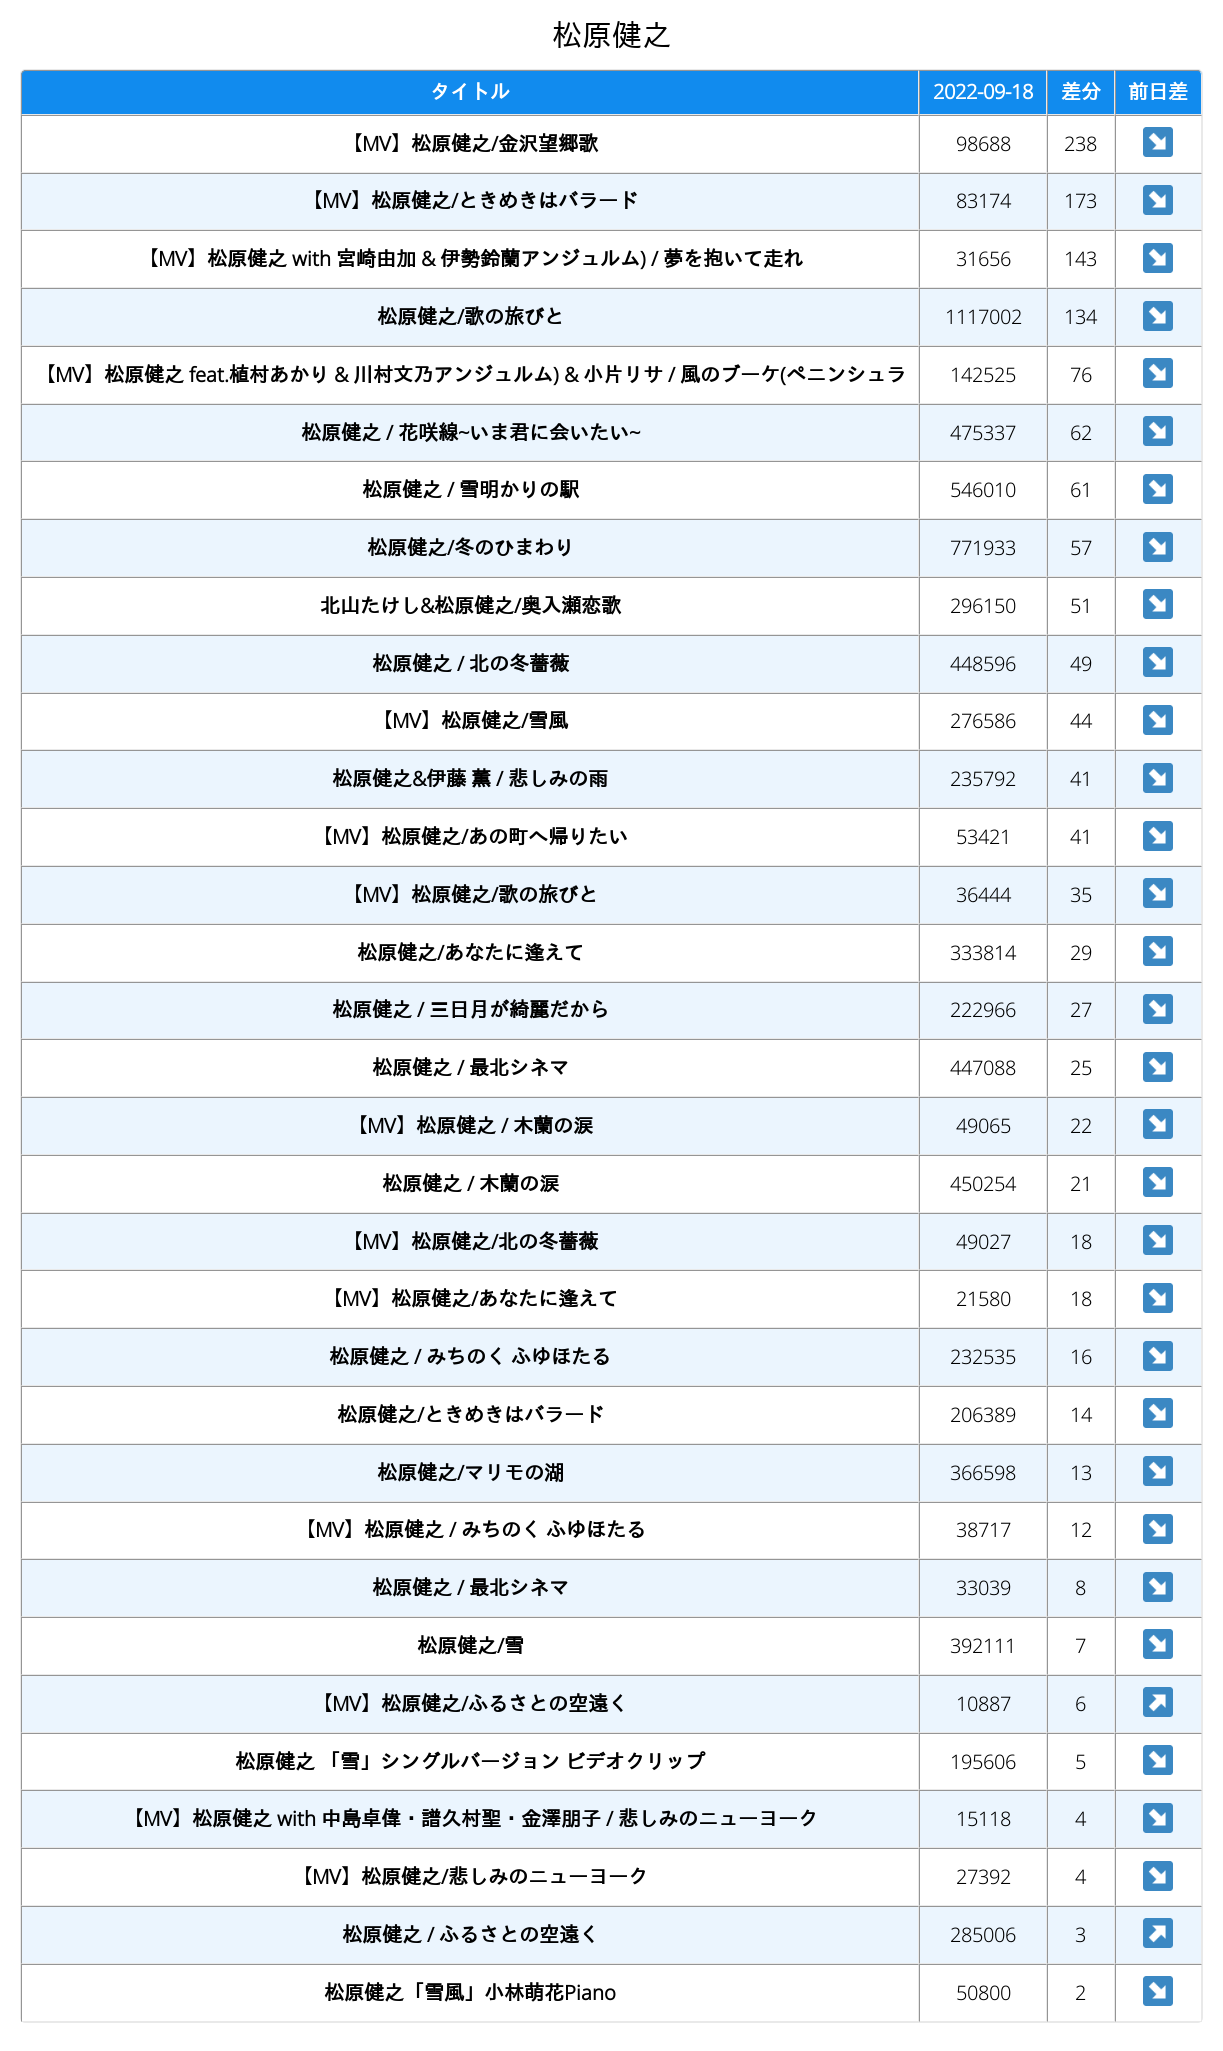 松原健之
タイトル 2022-09-18 差分 前日差
【MV】松原健之/金沢望郷歌 98688 238 ↘
【MV】松原健之/ときめきはバラード 83174 173 ↘
【MV】松原健之 with 宮崎由加 & 伊勢鈴蘭アンジュルム) / 夢を抱いて走れ 31656 143 ↘
松原健之/歌の旅びと 1117002 134 ↘
【MV】松原健之 feat.植村あかり & 川村文乃アンジュルム) & 小片リサ / 風のブーケ(ペニンシュラ 142525 76 ↘
松原健之 / 花咲線~いま君に会いたい~ 475337 62 ↘
松原健之 / 雪明かりの駅 546010 61 ↘
松原健之/冬のひまわり 771933 57 ↘
北山たけし&松原健之/奥入瀬恋歌 296150 51 ↘
松原健之 / 北の冬薔薇 448596 49 ↘
【MV】松原健之/雪風 276586 44 ↘
松原健之&伊藤 薫 / 悲しみの雨 235792 41 ↘
【MV】松原健之/あの町へ帰りたい 53421 41 ↘
【MV】松原健之/歌の旅びと 36444 35 ↘
松原健之/あなたに逢えて 333814 29 ↘
松原健之 / 三日月が綺麗だから 222966 27 ↘
松原健之 / 最北シネマ 447088 25 ↘
【MV】松原健之 / 木蘭の涙 49065 22 ↘
松原健之 / 木蘭の涙 450254 21 ↘
【MV】松原健之/北の冬薔薇 49027 18 ↘
【MV】松原健之/あなたに逢えて 21580 18 ↘
松原健之 / みちのく ふゆほたる 232535 16 ↘
松原健之/ときめきはバラード 206389 14 ↘
松原健之/マリモの湖 366598 13 ↘
【MV】松原健之 / みちのく ふゆほたる 38717 12 ↘
松原健之 / 最北シネマ 33039 8 ↘
松原健之/雪 392111 7 ↘
【MV】松原健之/ふるさとの空遠く 10887 6 ↗
松原健之 「雪」シングルバージョン ビデオクリップ 195606 5 ↘
【MV】松原健之 with 中島卓偉・譜久村聖・金澤朋子 / 悲しみのニューヨーク 15118 4 ↘
【MV】松原健之/悲しみのニューヨーク 27392 4 ↘
松原健之 / ふるさとの空遠く 285006 3 ↗
松原健之「雪風」小林萌花Piano 50800 2 ↘